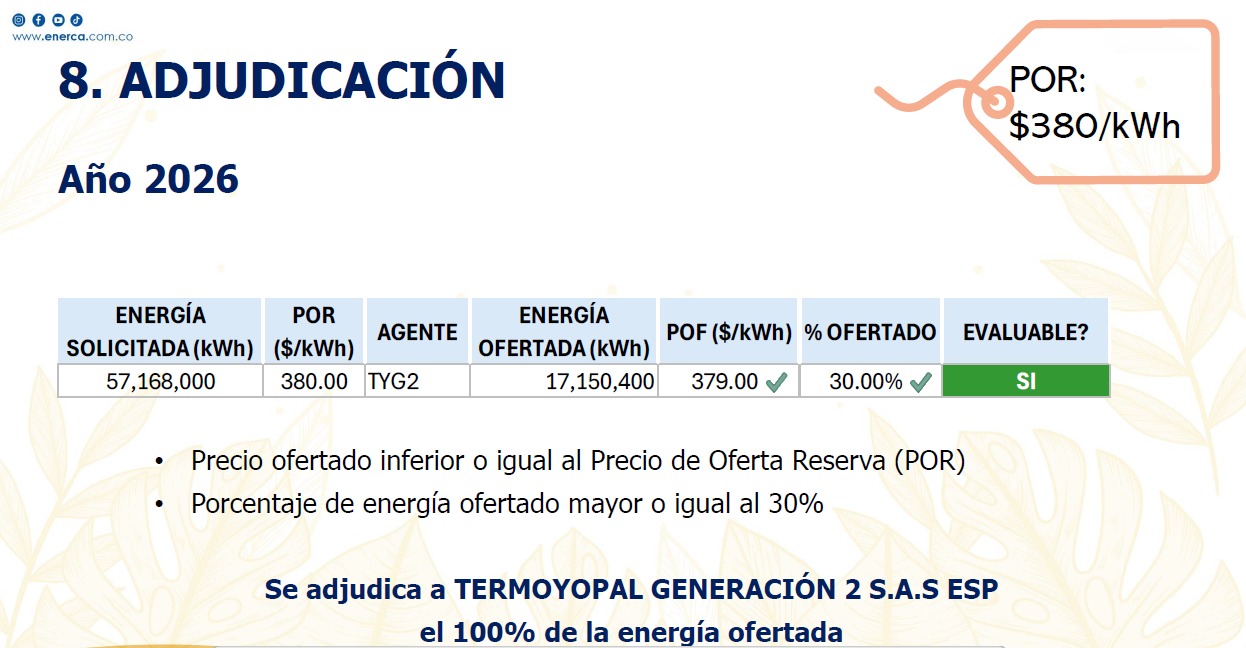 www.enerca.com.co
8. ADJUDICACIÓN
POR:
$380/kWh
Año 2026
ENERGÍA SOLICITADA (kWh) POR ($/kWh) AGENTE ENERGÍA OFERTADA (kWh) POF ($/kWh) % OFERTADO EVALUABLE?
57,168,000 380.00 TYG2 17,150,400 379.00 30.00% SI
• Precio ofertado inferior o igual al Precio de Oferta Reserva (POR)
• Porcentaje de energía ofertado mayor o igual al 30%
Se adjudica a TERMOYOPAL GENERACIÓN 2 S.A.S ESP
el 100% de la energía ofertada